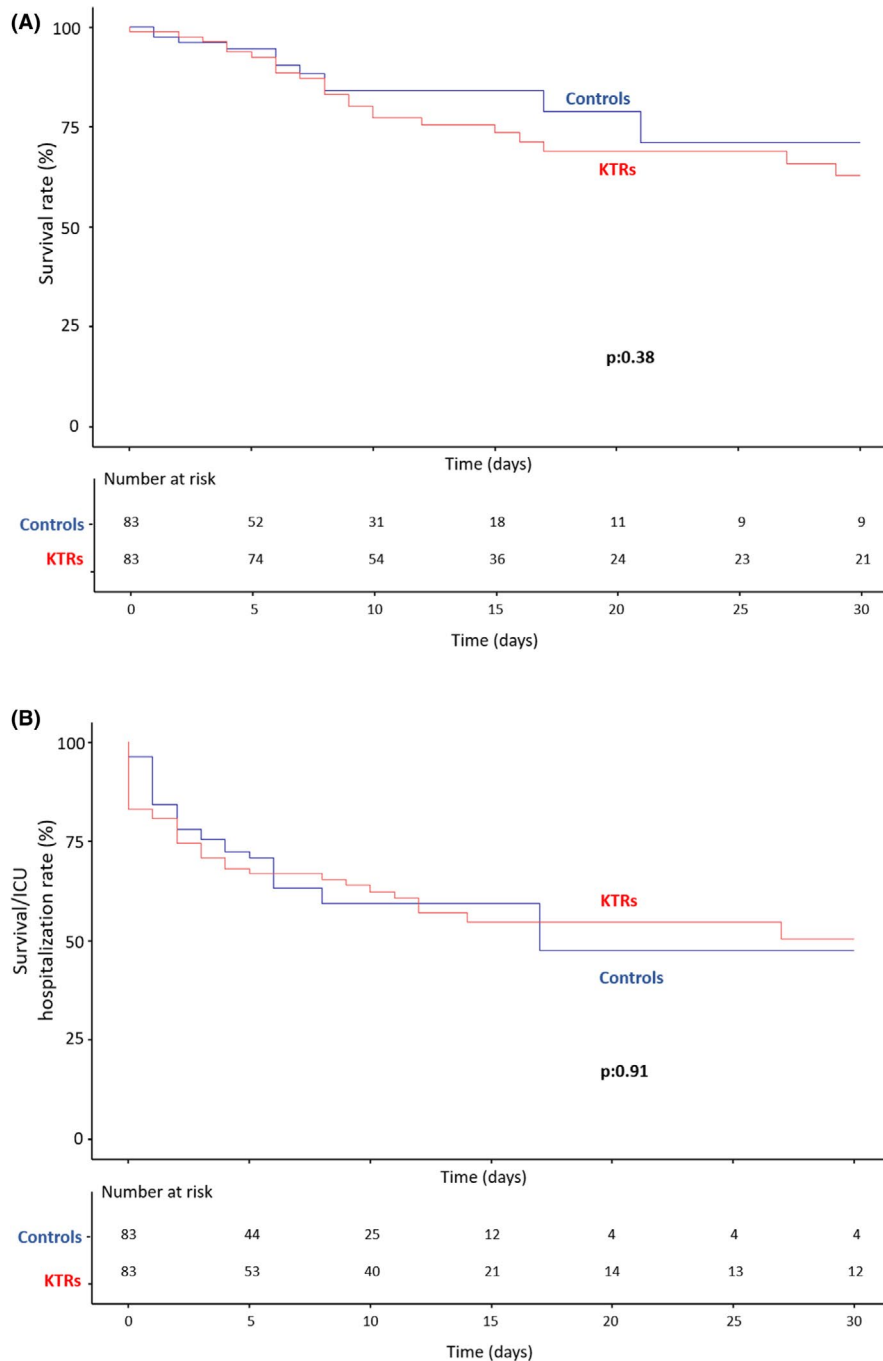 (A)
100
75
50
25
0
Survival rate (%)
Controls
KTRs
p:0.38
Time (days)
Number at risk
Controls 83 52 31 18 11 9 9
KTRs 83 74 54 36 24 23 21
0 5 10 15 20 25 30
Time (days)
(B)
100
75
50
25
0
Survival/ICU
hospitalization rate (%)
KTRs
Controls
p:0.91
Time (days)
Number at risk
Controls 83 44 25 12 4 4 4
KTRs 83 53 40 21 14 13 12
0 5 10 15 20 25 30
Time (days)